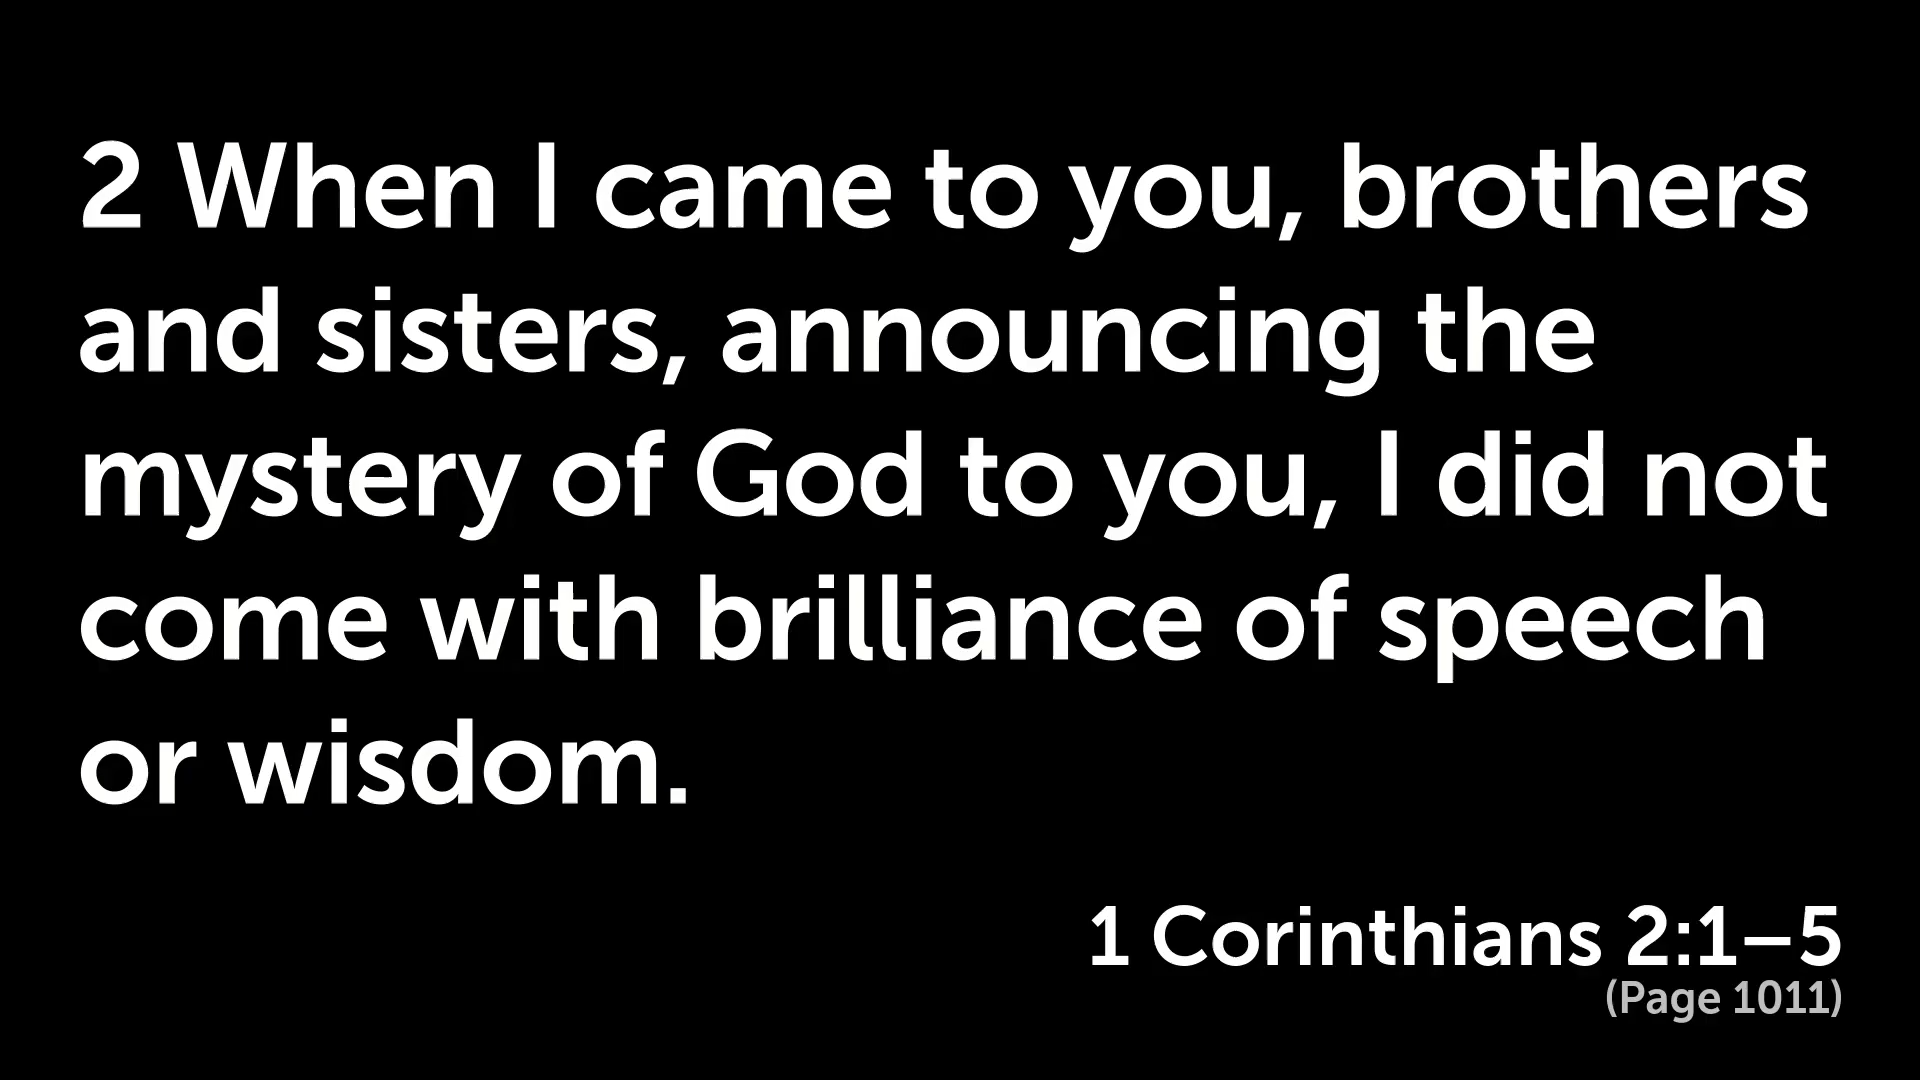 2 When I came to you, brothers
and sisters, announcing the
mystery of God to you, I did not
come with brilliance of speech
or wisdom.
1 Corinthians 2:1–5
(Page 1011)